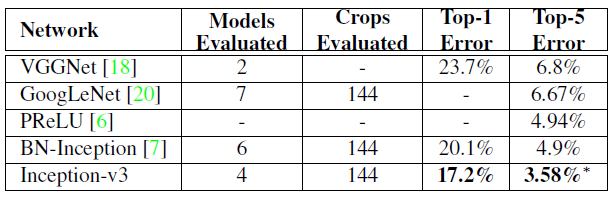 Network Models Evaluated Crops Evaluated Top-1 Error Top-5 Error
VGGNet [18] 2 - 23.7% 6.8%
GoogLeNet [20] 7 144 - 6.67%
PReLU [6] - - - 4.94%
BN-Inception [7] 6 144 20.1% 4.9%
Inception-v3 4 144 17.2% 3.58%*